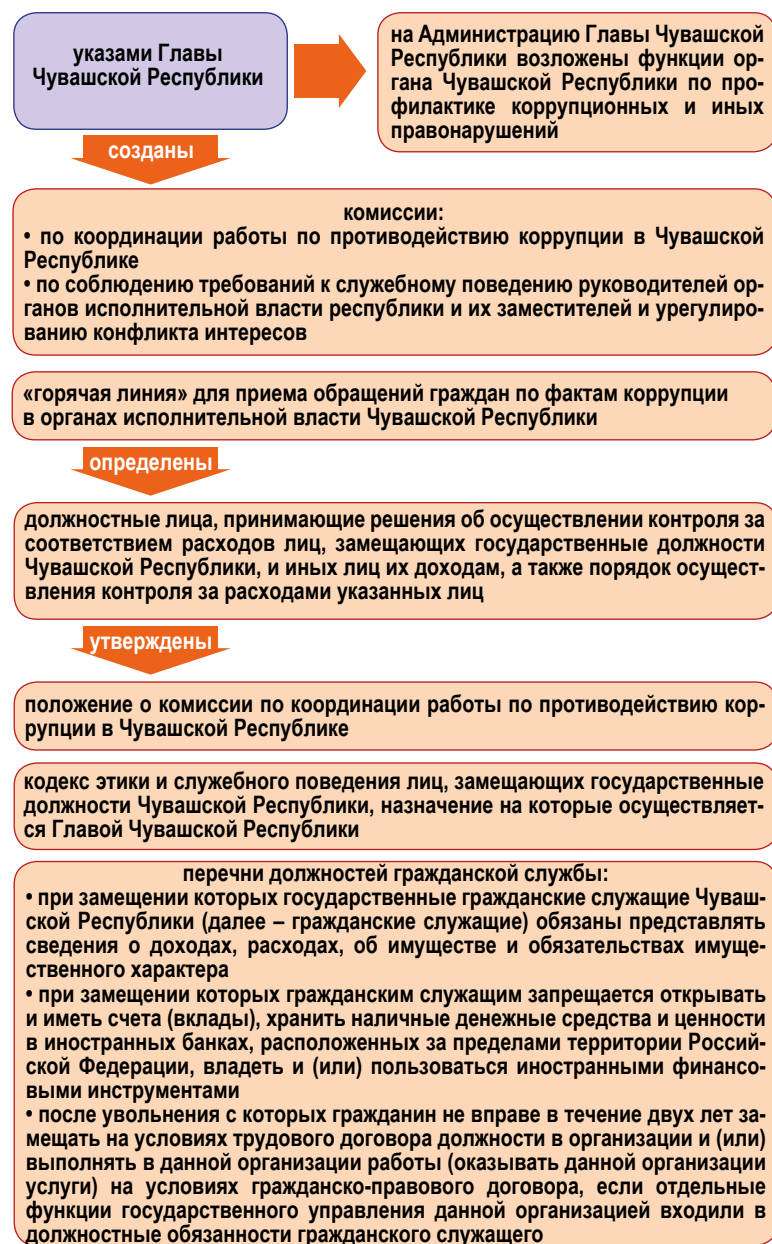 указами Главы
Чувашской Республики
на Администрацию Главы Чувашской
Республики возложены функции ор-
гана Чувашской Республики по про-
филактике коррупционных и иных
правонарушений
созданы
комиссии:
• по координации работы по противодействию коррупции в Чувашской
Республике
• по соблюдению требований к служебному поведению руководителей ор-
ганов исполнительной власти республики и их заместителей и урегулиро-
ванию конфликта интересов
«горячая линия» для приема обращений граждан по фактам коррупции
в органах исполнительной власти Чувашской Республики
определены
должностные лица, принимающие решения об осуществлении контроля за
соответствием расходов лиц, замещающих государственные должности
Чувашской Республики, и иных лиц их доходам, а также порядок осущест-
вления контроля за расходами указанных лиц
утверждены
положение о комиссии по координации работы по противодействию кор-
рупции в Чувашской Республике
кодекс этики и служебного поведения лиц, замещающих государственные
должности Чувашской Республики, назначение на которые осуществляет-
ся Главой Чувашской Республики
перечни должностей гражданской службы:
• при замещении которых государственные гражданские служащие Чуваш-
ской Республики (далее – гражданские служащие) обязаны представлять
сведения о доходах, расходах, об имуществе и обязательствах имуще-
ственного характера
• при замещении которых гражданским служащим запрещается открывать
и иметь счета (вклады), хранить наличные денежные средства и ценности
в иностранных банках, расположенных за пределами территории Россий-
ской Федерации, владеть и (или) пользоваться иностранными финансо-
выми инструментами
• после увольнения с которых гражданин не вправе в течение двух лет за-
мещать на условиях трудового договора должности в организации и (или)
выполнять в данной организации работы (оказывать данной организации
услуги) на условиях гражданско-правового договора, если отдельные
функции государственного управления данной организацией входили в
должностные обязанности гражданского служащего